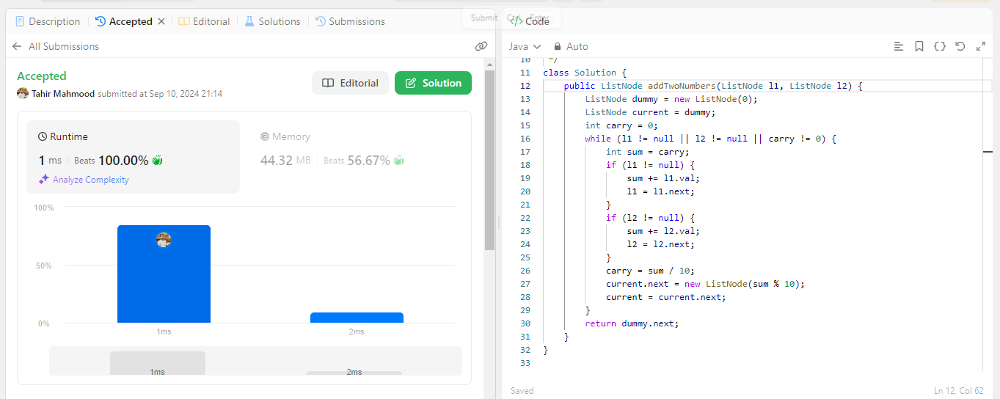 Description
Accepted
Editorial
Solutions
Submissions
All Submissions
Accepted
Tahir Mahmood submitted at Sep 10, 2024 21:14
Editorial
Solution
Runtime
1 ms | Beats 100.00%
Analyze Complexity
Memory
44.32 MB | Beats 56.67%
100%
50%
0%
1ms
2ms
1ms
2ms
Submit Ctrl Enter
</> Code
Java
Auto
10 */
11 class Solution {
12     public ListNode addTwoNumbers(ListNode l1, ListNode l2) {
13         ListNode dummy = new ListNode(0);
14         ListNode current = dummy;
15         int carry = 0;
16         while (l1 != null || l2 != null || carry != 0) {
17             int sum = carry;
18             if (l1 != null) {
19                 sum += l1.val;
20                 l1 = l1.next;
21             }
22             if (l2 != null) {
23                 sum += l2.val;
24                 l2 = l2.next;
25             }
26             carry = sum / 10;
27             current.next = new ListNode(sum % 10);
28             current = current.next;
29         }
30         return dummy.next;
31     }
32 }
33
Saved
Ln 12, Col 62